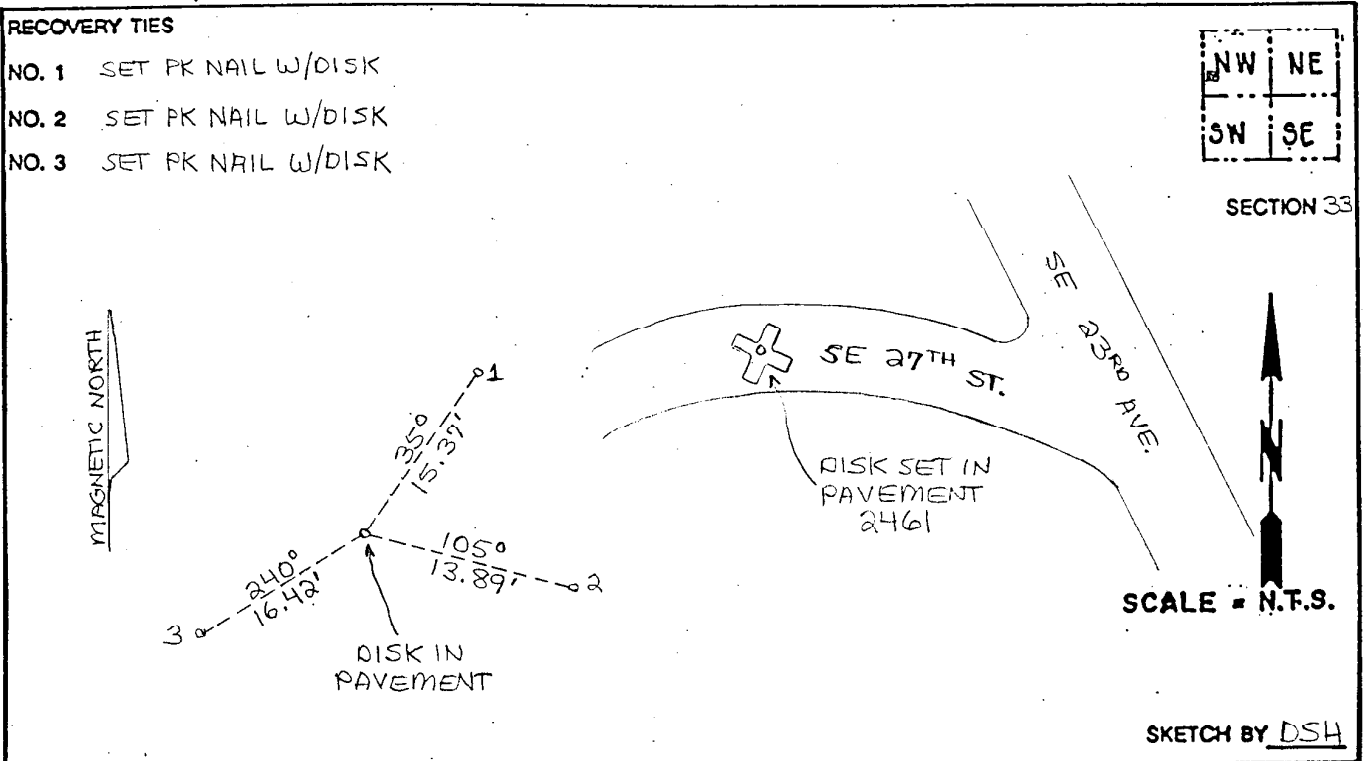 RECOVERY TIES
NO. 1 SET PK NAIL W/DISK
NO. 2 SET PK NAIL W/DISK
NO. 3 SET PK NAIL W/DISK
NW NE
SW SE
SECTION 33
MAGNETIC NORTH
1
35°
15.37'
105°
13.89'
2
240°
16.42'
3
DISK IN
PAVEMENT
SE 27TH ST.
SE 23RD AVE.
DISK SET IN
PAVEMENT
2461
N
SCALE = N.T.S.
SKETCH BY DSH